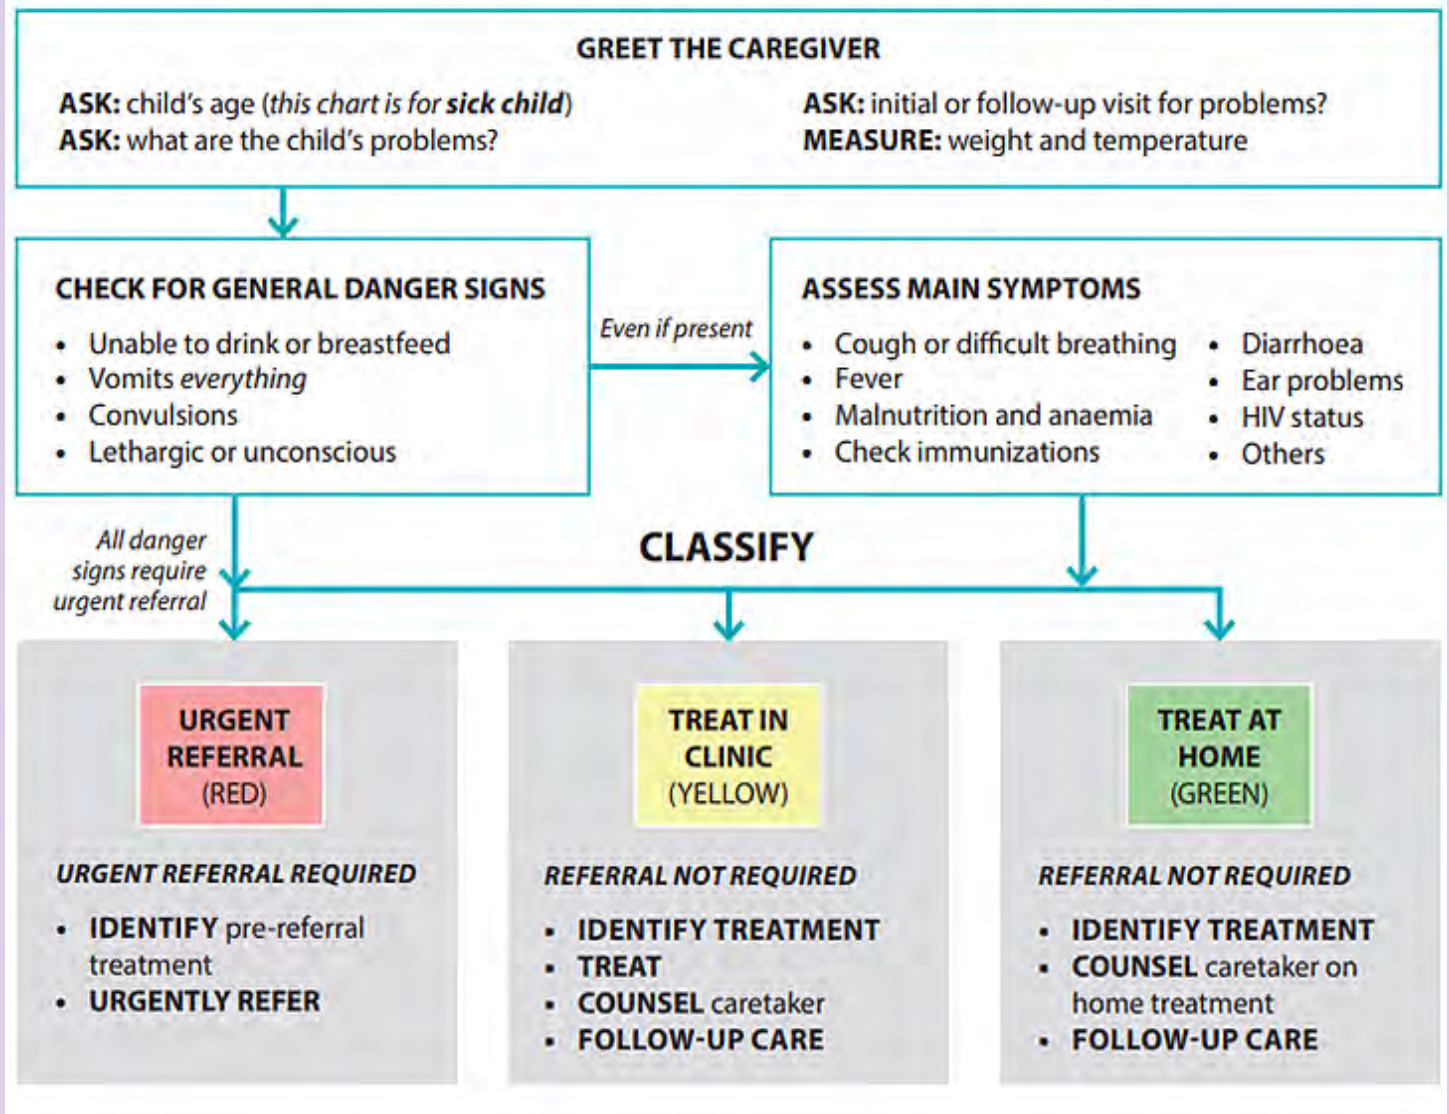 GREET THE CAREGIVER
ASK: child's age (this chart is for sick child)
ASK: what are the child's problems?
ASK: initial or follow-up visit for problems?
MEASURE: weight and temperature
CHECK FOR GENERAL DANGER SIGNS
• Unable to drink or breastfeed
• Vomits everything
• Convulsions
• Lethargic or unconscious
Even if present
ASSESS MAIN SYMPTOMS
• Cough or difficult breathing
• Fever
• Malnutrition and anaemia
• Check immunizations
• Diarrhoea
• Ear problems
• HIV status
• Others
All danger
signs require
urgent referral
CLASSIFY
URGENT
REFERRAL
(RED)
URGENT REFERRAL REQUIRED
• IDENTIFY pre-referral
treatment
• URGENTLY REFER
TREAT IN
CLINIC
(YELLOW)
REFERRAL NOT REQUIRED
• IDENTIFY TREATMENT
• TREAT
• COUNSEL caretaker
• FOLLOW-UP CARE
TREAT AT
HOME
(GREEN)
REFERRAL NOT REQUIRED
• IDENTIFY TREATMENT
• COUNSEL caretaker on
home treatment
• FOLLOW-UP CARE